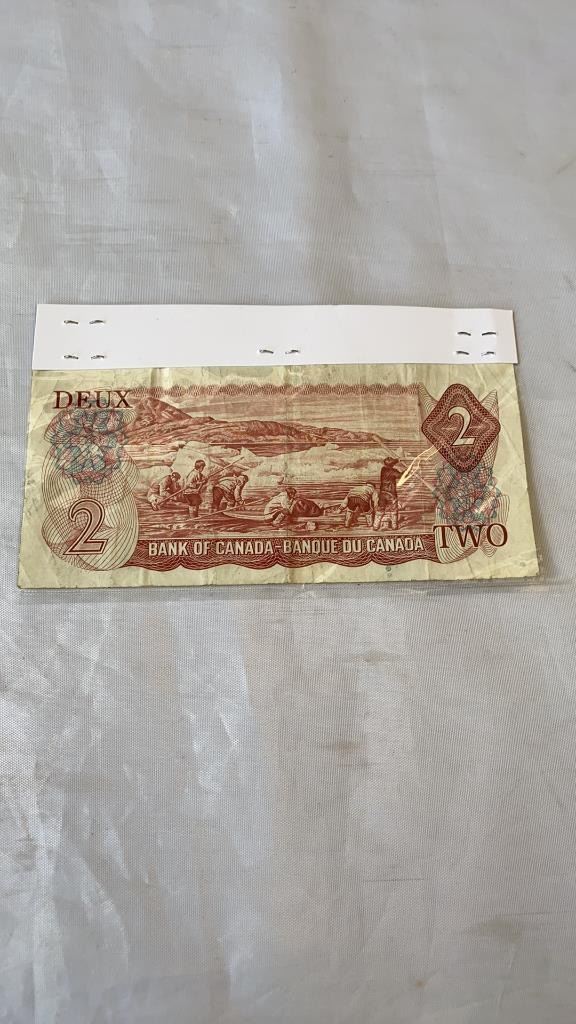 DEUX
2
2
TWO
BANK OF CANADA-BANQUE DU CANADA